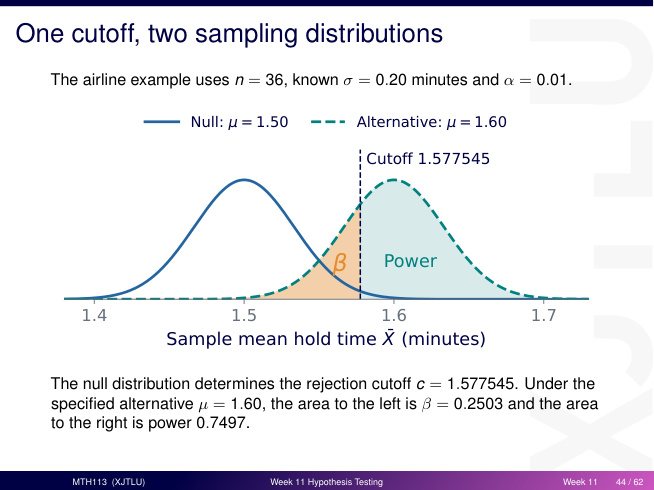 One cutoff, two sampling distributions
The airline example uses n = 36, known σ = 0.20 minutes and α = 0.01.
Null: μ = 1.50
Alternative: μ = 1.60
Cutoff 1.577545
β
Power
1.4 1.5 1.6 1.7
Sample mean hold time X̄ (minutes)
The null distribution determines the rejection cutoff c = 1.577545. Under the
specified alternative μ = 1.60, the area to the left is β = 0.2503 and the area
to the right is power 0.7497.
MTH113 (XJTLU) Week 11 Hypothesis Testing Week 11 44 / 62
XJTLU